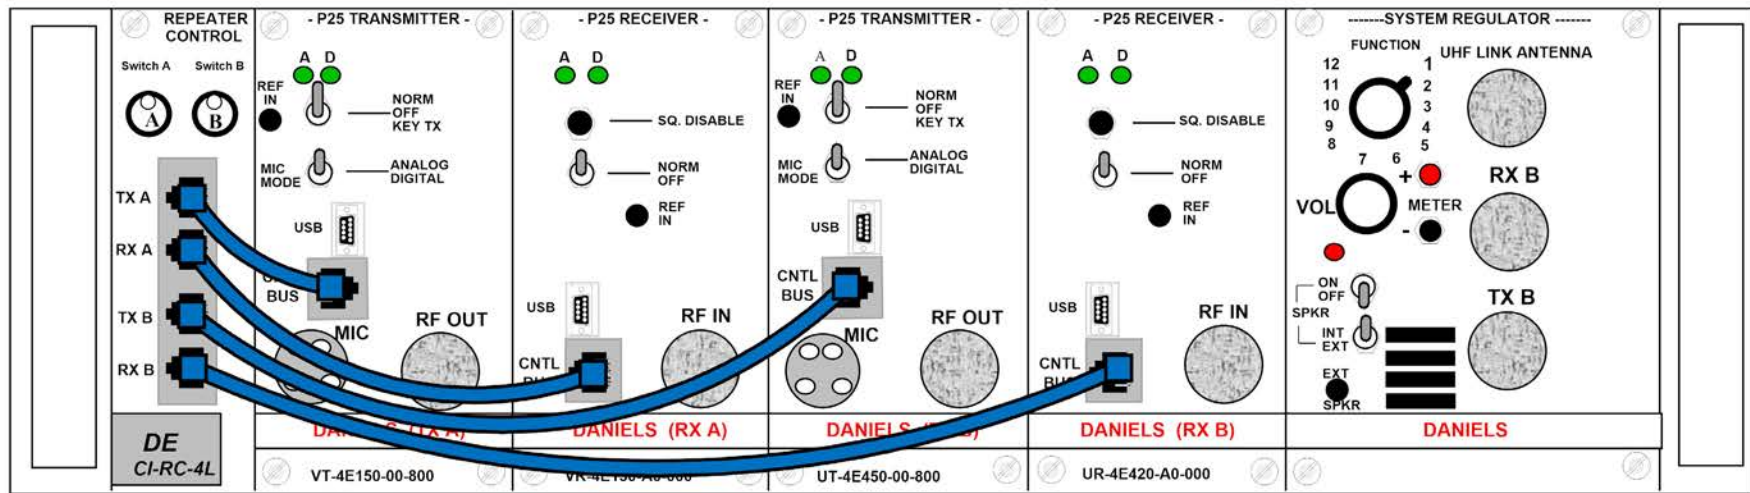 REPEATER
CONTROL
Switch A
Switch B
A
B
TX A
RX A
TX B
RX B
DE
CI-RC-4L
- P25 TRANSMITTER -
A D
REF
IN
NORM
OFF
KEY TX
MIC
MODE
ANALOG
DIGITAL
USB
BUS
MIC
RF OUT
DANIELS (TX A)
VT-4E150-00-800
- P25 RECEIVER -
A D
SQ. DISABLE
NORM
OFF
REF
IN
USB
RF IN
CNTL
DANIELS (RX A)
- P25 TRANSMITTER -
A D
REF
IN
NORM
OFF
KEY TX
MIC
MODE
ANALOG
DIGITAL
USB
CNTL
BUS
MIC
RF OUT
DANIELS
UT-4E450-00-800
- P25 RECEIVER -
A D
SQ. DISABLE
NORM
OFF
REF
IN
USB
RF IN
CNTL
DANIELS (RX B)
UR-4E420-A0-000
-------SYSTEM REGULATOR -------
FUNCTION
12 1
11 2
10 3
9 4
8 5
7 6
UHF LINK ANTENNA
+
RX B
VOL
METER
-
ON
OFF
SPKR
INT
EXT
TX B
EXT
SPKR
DANIELS